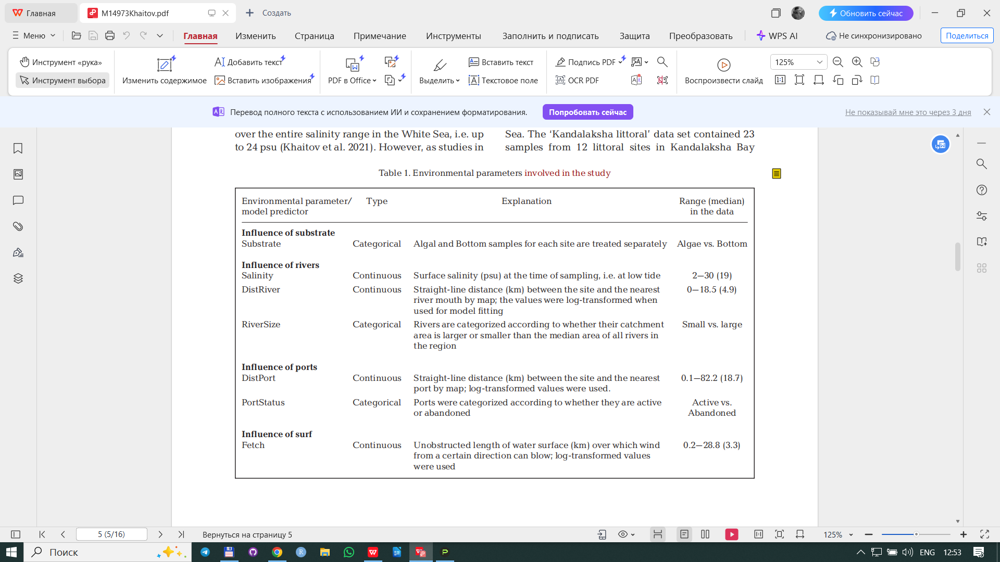 Главная
M14973Khaitov.pdf
Создать
Обновить сейчас
Меню
Главная
Изменить
Страница
Примечание
Инструменты
Заполнить и подписать
Защита
Преобразовать
WPS AI
Не синхронизировано
Поделиться
Инструмент «рука»
Инструмент выбора
Изменить содержимое
Добавить текст
Вставить изображения
PDF в Office
Выделить
Вставить текст
Текстовое поле
Подпись PDF
OCR PDF
Воспроизвести слайд
125%
Перевод полного текста с использованием ИИ и сохранением форматирования.
Попробовать сейчас
Не показывай мне это через 3 дня
over the entire salinity range in the White Sea, i.e. up
to 24 psu (Khaitov et al. 2021). However, as studies in
Sea. The ‘Kandalaksha littoral’ data set contained 23
samples from 12 littoral sites in Kandalaksha Bay
Table 1. Environmental parameters involved in the study
Environmental parameter/ Type Explanation Range (median)
model predictor in the data
Influence of substrate
Substrate Categorical Algal and Bottom samples for each site are treated separately Algae vs. Bottom
Influence of rivers
Salinity Continuous Surface salinity (psu) at the time of sampling, i.e. at low tide 2–30 (19)
DistRiver Continuous Straight-line distance (km) between the site and the nearest 0–18.5 (4.9)
river mouth by map; the values were log-transformed when
used for model fitting
RiverSize Categorical Rivers are categorized according to whether their catchment Small vs. large
area is larger or smaller than the median area of all rivers in
the region
Influence of ports
DistPort Continuous Straight-line distance (km) between the site and the nearest 0.1–82.2 (18.7)
port by map; log-transformed values were used.
PortStatus Categorical Ports were categorized according to whether they are active Active vs.
or abandoned Abandoned
Influence of surf
Fetch Continuous Unobstructed length of water surface (km) over which wind 0.2–28.8 (3.3)
from a certain direction can blow; log-transformed values
were used
5 (5/16)
Вернуться на страницу 5
125%
Поиск
ENG
12:53